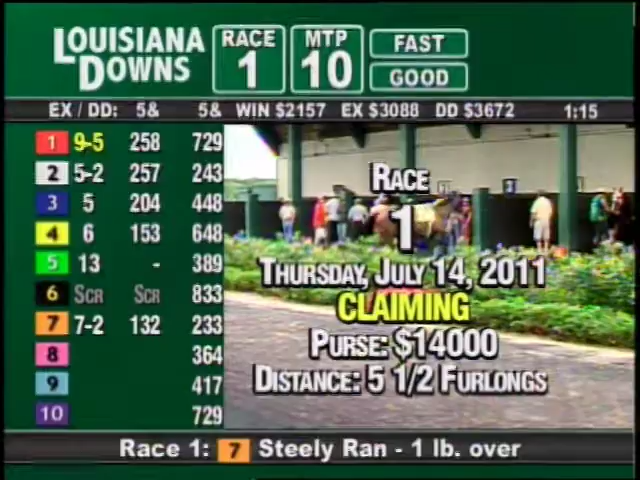 LOUISIANA DOWNS
RACE 1
MTP 10
FAST
GOOD
EX / DD: 5& 5& WIN $2157 EX $3088 DD $3672 1:15
1 9-5 258 729
2 5-2 257 243
3 5 204 448
4 6 153 648
5 13 - 389
6 SCR SCR 833
7 7-2 132 233
8 364
9 417
10 729
RACE
1
THURSDAY, JULY 14, 2011
CLAIMING
PURSE: $14000
DISTANCE: 5 1/2 FURLONGS
Race 1: 7 Steely Ran - 1 lb. over